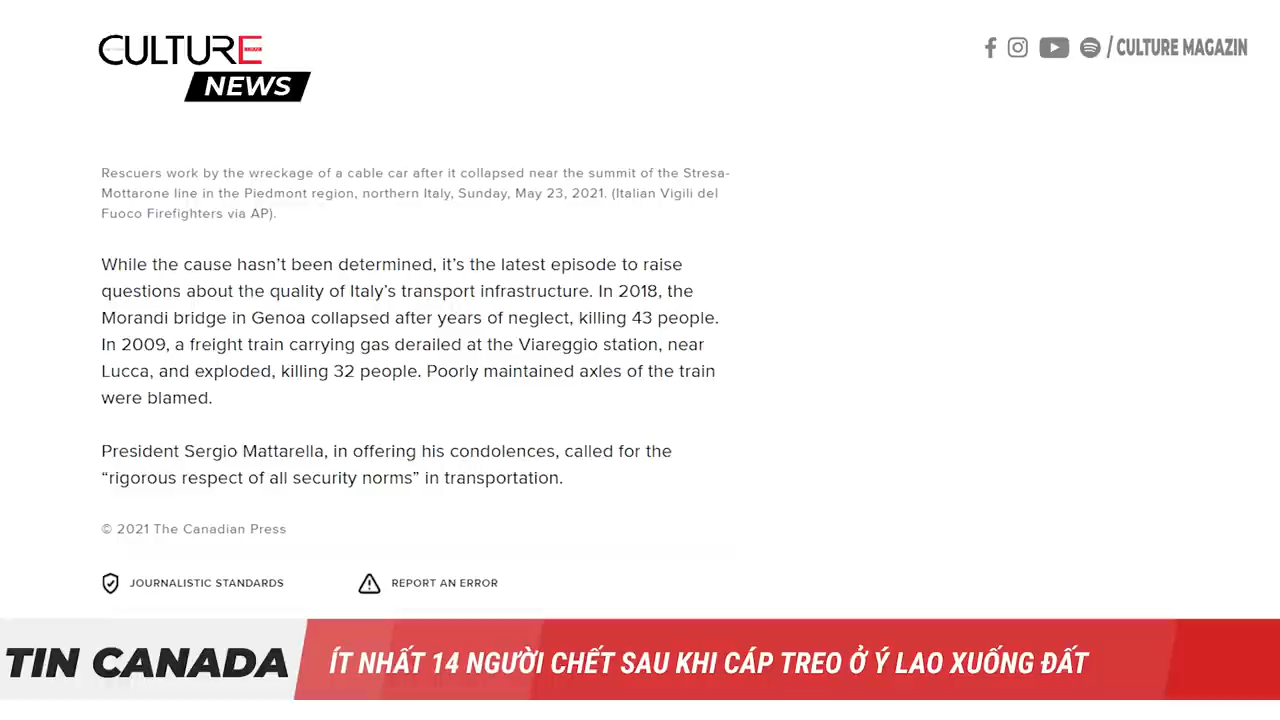 CULTURE
NEWS
/ CULTURE MAGAZIN
Rescuers work by the wreckage of a cable car after it collapsed near the summit of the Stresa-
Mottarone line in the Piedmont region, northern Italy, Sunday, May 23, 2021. (Italian Vigili del
Fuoco Firefighters via AP).
While the cause hasn’t been determined, it’s the latest episode to raise
questions about the quality of Italy’s transport infrastructure. In 2018, the
Morandi bridge in Genoa collapsed after years of neglect, killing 43 people.
In 2009, a freight train carrying gas derailed at the Viareggio station, near
Lucca, and exploded, killing 32 people. Poorly maintained axles of the train
were blamed.
President Sergio Mattarella, in offering his condolences, called for the
“rigorous respect of all security norms” in transportation.
© 2021 The Canadian Press
JOURNALISTIC STANDARDS
REPORT AN ERROR
TIN CANADA
ÍT NHẤT 14 NGƯỜI CHẾT SAU KHI CÁP TREO Ở Ý LAO XUỐNG ĐẤT